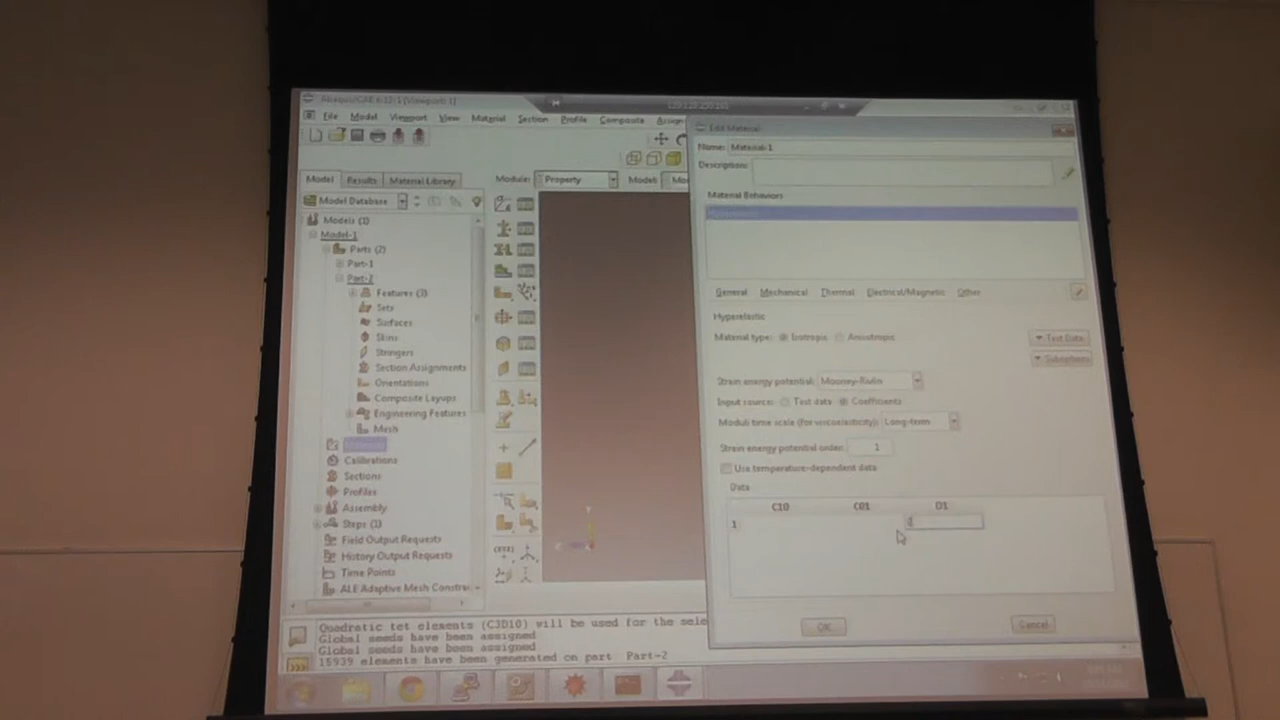 Abaqus/CAE 6.13-1 [Viewport: 1]
File Model Viewport View Material Section Profile Composite Assign
Model Results Material Library
Module: Property Model:
Model Database
Models (1)
Model-1
Parts (2)
Part-1
Part-2
Features (3)
Sets
Surfaces
Skins
Stringers
Section Assignments
Orientations
Composite Layups
Engineering Features
Mesh
Calibrations
Sections
Profiles
Assembly
Steps (1)
Field Output Requests
History Output Requests
Time Points
ALE Adaptive Mesh Constra
Quadratic tet elements (C3D10) will be used for the sele
Global seeds have been assigned
Global seeds have been assigned
15939 elements have been generated on part Part-2
Edit Material
Name: Material-1
Description:
Material Behaviors
General Mechanical Thermal Electrical/Magnetic Other
Hyperelastic
Material type: Isotropic Anisotropic
Test Data
Suboptions
Strain energy potential: Mooney-Rivlin
Input source: Test data Coefficients
Moduli time scale (for viscoelasticity): Long-term
Strain energy potential order: 1
Use temperature-dependent data
Data
C10 C01 D1
1
OK Cancel